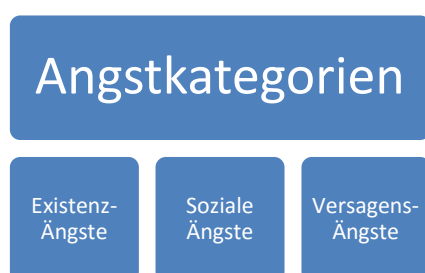 Angstkategorien
Existenz-
Ängste
Soziale
Ängste
Versagens-
Ängste